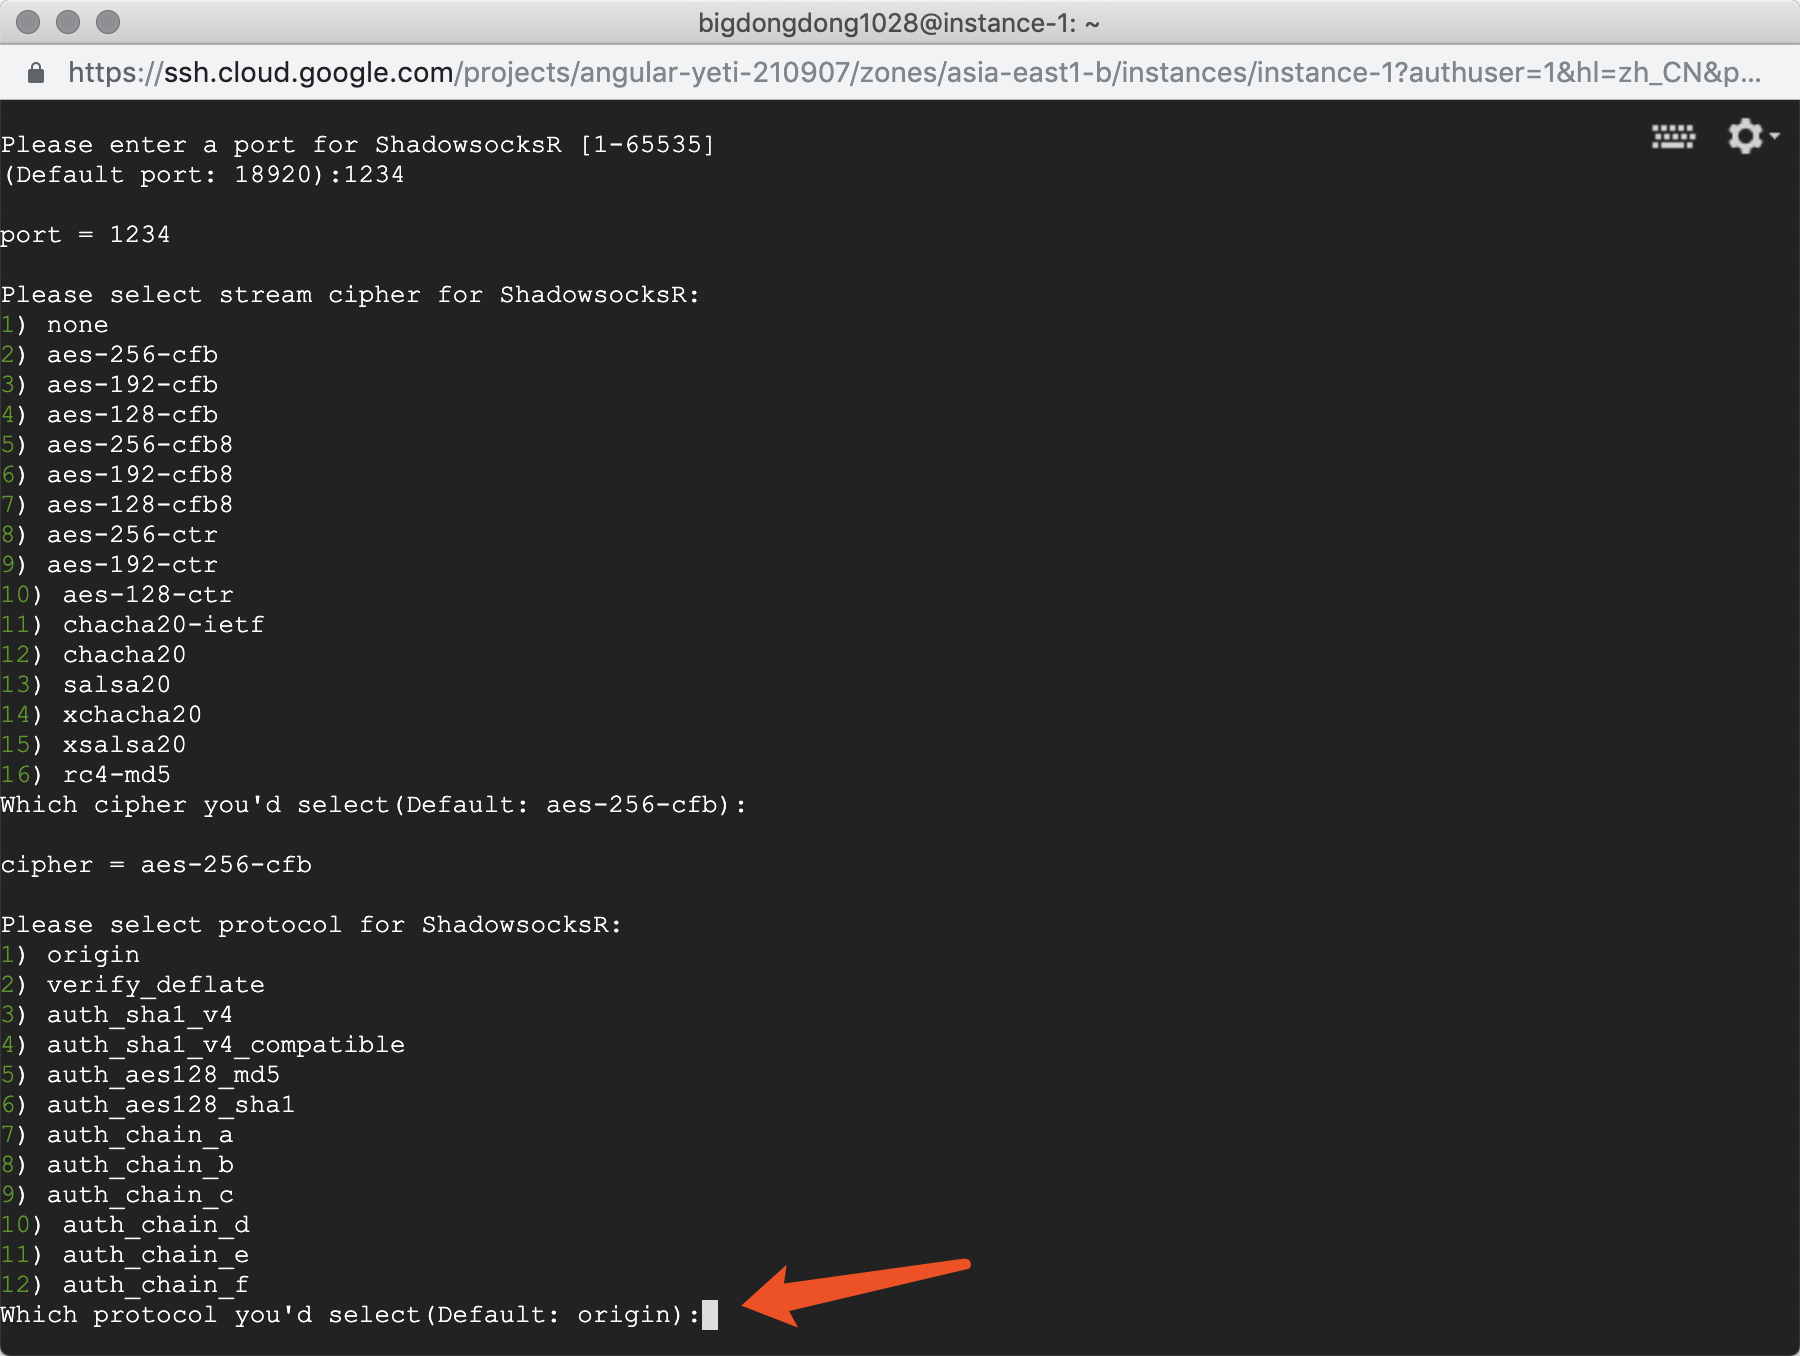 bigdongdong1028@instance-1: ~
https://ssh.cloud.google.com/projects/angular-yeti-210907/zones/asia-east1-b/instances/instance-1?authuser=1&hl=zh_CN&p...
Please enter a port for ShadowsocksR [1-65535]
(Default port: 18920):1234
port = 1234
Please select stream cipher for ShadowsocksR:
1) none
2) aes-256-cfb
3) aes-192-cfb
4) aes-128-cfb
5) aes-256-cfb8
6) aes-192-cfb8
7) aes-128-cfb8
8) aes-256-ctr
9) aes-192-ctr
10) aes-128-ctr
11) chacha20-ietf
12) chacha20
13) salsa20
14) xchacha20
15) xsalsa20
16) rc4-md5
Which cipher you'd select(Default: aes-256-cfb):
cipher = aes-256-cfb
Please select protocol for ShadowsocksR:
1) origin
2) verify_deflate
3) auth_sha1_v4
4) auth_sha1_v4_compatible
5) auth_aes128_md5
6) auth_aes128_sha1
7) auth_chain_a
8) auth_chain_b
9) auth_chain_c
10) auth_chain_d
11) auth_chain_e
12) auth_chain_f
Which protocol you'd select(Default: origin):